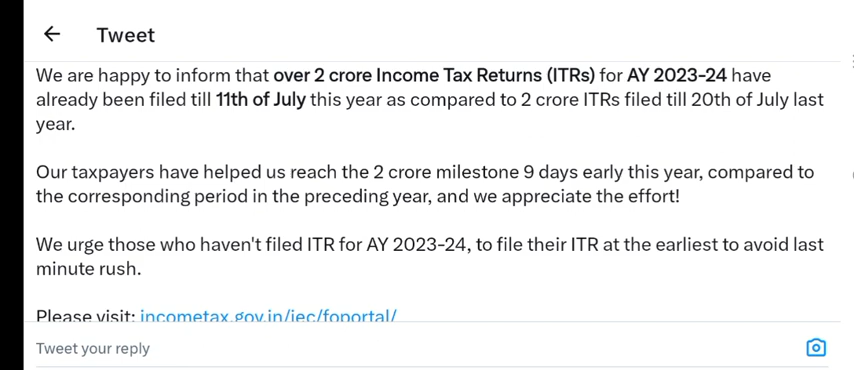 Tweet
We are happy to inform that over 2 crore Income Tax Returns (ITRs) for AY 2023-24 have
already been filed till 11th of July this year as compared to 2 crore ITRs filed till 20th of July last
year.
Our taxpayers have helped us reach the 2 crore milestone 9 days early this year, compared to
the corresponding period in the preceding year, and we appreciate the effort!
We urge those who haven't filed ITR for AY 2023-24, to file their ITR at the earliest to avoid last
minute rush.
Please visit: incometax.gov.in/iec/foportal/
Tweet your reply